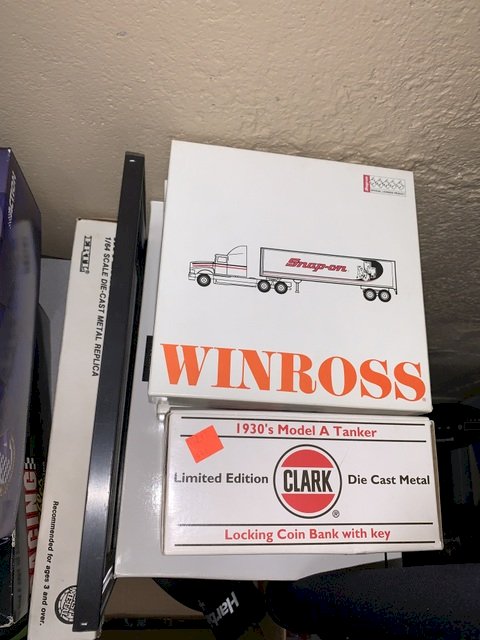 Snap-on
WINROSS
1930's Model A Tanker
Limited Edition
CLARK
®
Die Cast Metal
Locking Coin Bank with key
ERTL
1/64 SCALE DIE-CAST METAL REPLICA
Recommended for ages 3 and over.